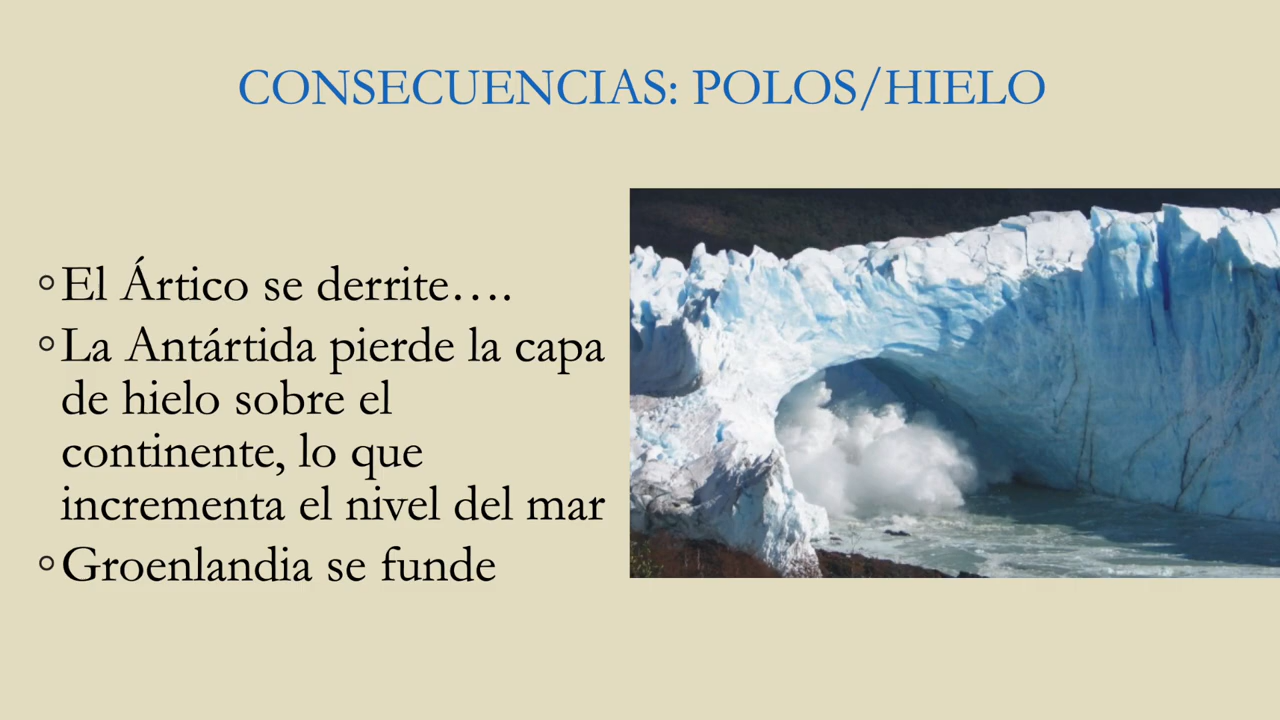 CONSECUENCIAS: POLOS/HIELO
◦El Ártico se derrite….
◦La Antártida pierde la capa
de hielo sobre el
continente, lo que
incrementa el nivel del mar
◦Groenlandia se funde